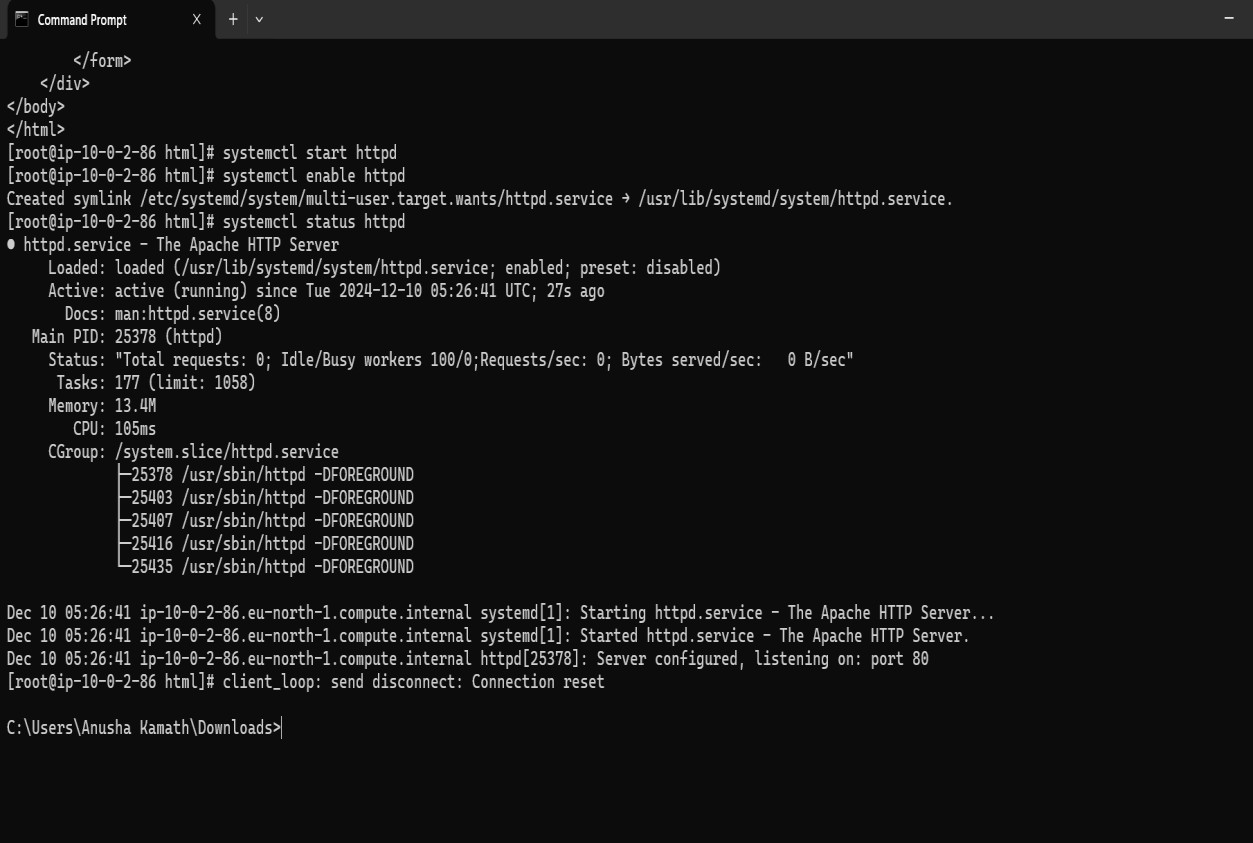 Command Prompt
        </form>
    </div>
</body>
</html>
[root@ip-10-0-2-86 html]# systemctl start httpd
[root@ip-10-0-2-86 html]# systemctl enable httpd
Created symlink /etc/systemd/system/multi-user.target.wants/httpd.service → /usr/lib/systemd/system/httpd.service.
[root@ip-10-0-2-86 html]# systemctl status httpd
● httpd.service - The Apache HTTP Server
     Loaded: loaded (/usr/lib/systemd/system/httpd.service; enabled; preset: disabled)
     Active: active (running) since Tue 2024-12-10 05:26:41 UTC; 27s ago
       Docs: man:httpd.service(8)
   Main PID: 25378 (httpd)
     Status: "Total requests: 0; Idle/Busy workers 100/0;Requests/sec: 0; Bytes served/sec:   0 B/sec"
      Tasks: 177 (limit: 1058)
     Memory: 13.4M
        CPU: 105ms
     CGroup: /system.slice/httpd.service
             ├─25378 /usr/sbin/httpd -DFOREGROUND
             ├─25403 /usr/sbin/httpd -DFOREGROUND
             ├─25407 /usr/sbin/httpd -DFOREGROUND
             ├─25416 /usr/sbin/httpd -DFOREGROUND
             └─25435 /usr/sbin/httpd -DFOREGROUND
Dec 10 05:26:41 ip-10-0-2-86.eu-north-1.compute.internal systemd[1]: Starting httpd.service - The Apache HTTP Server...
Dec 10 05:26:41 ip-10-0-2-86.eu-north-1.compute.internal systemd[1]: Started httpd.service - The Apache HTTP Server.
Dec 10 05:26:41 ip-10-0-2-86.eu-north-1.compute.internal httpd[25378]: Server configured, listening on: port 80
[root@ip-10-0-2-86 html]# client_loop: send disconnect: Connection reset
C:\Users\Anusha Kamath\Downloads>